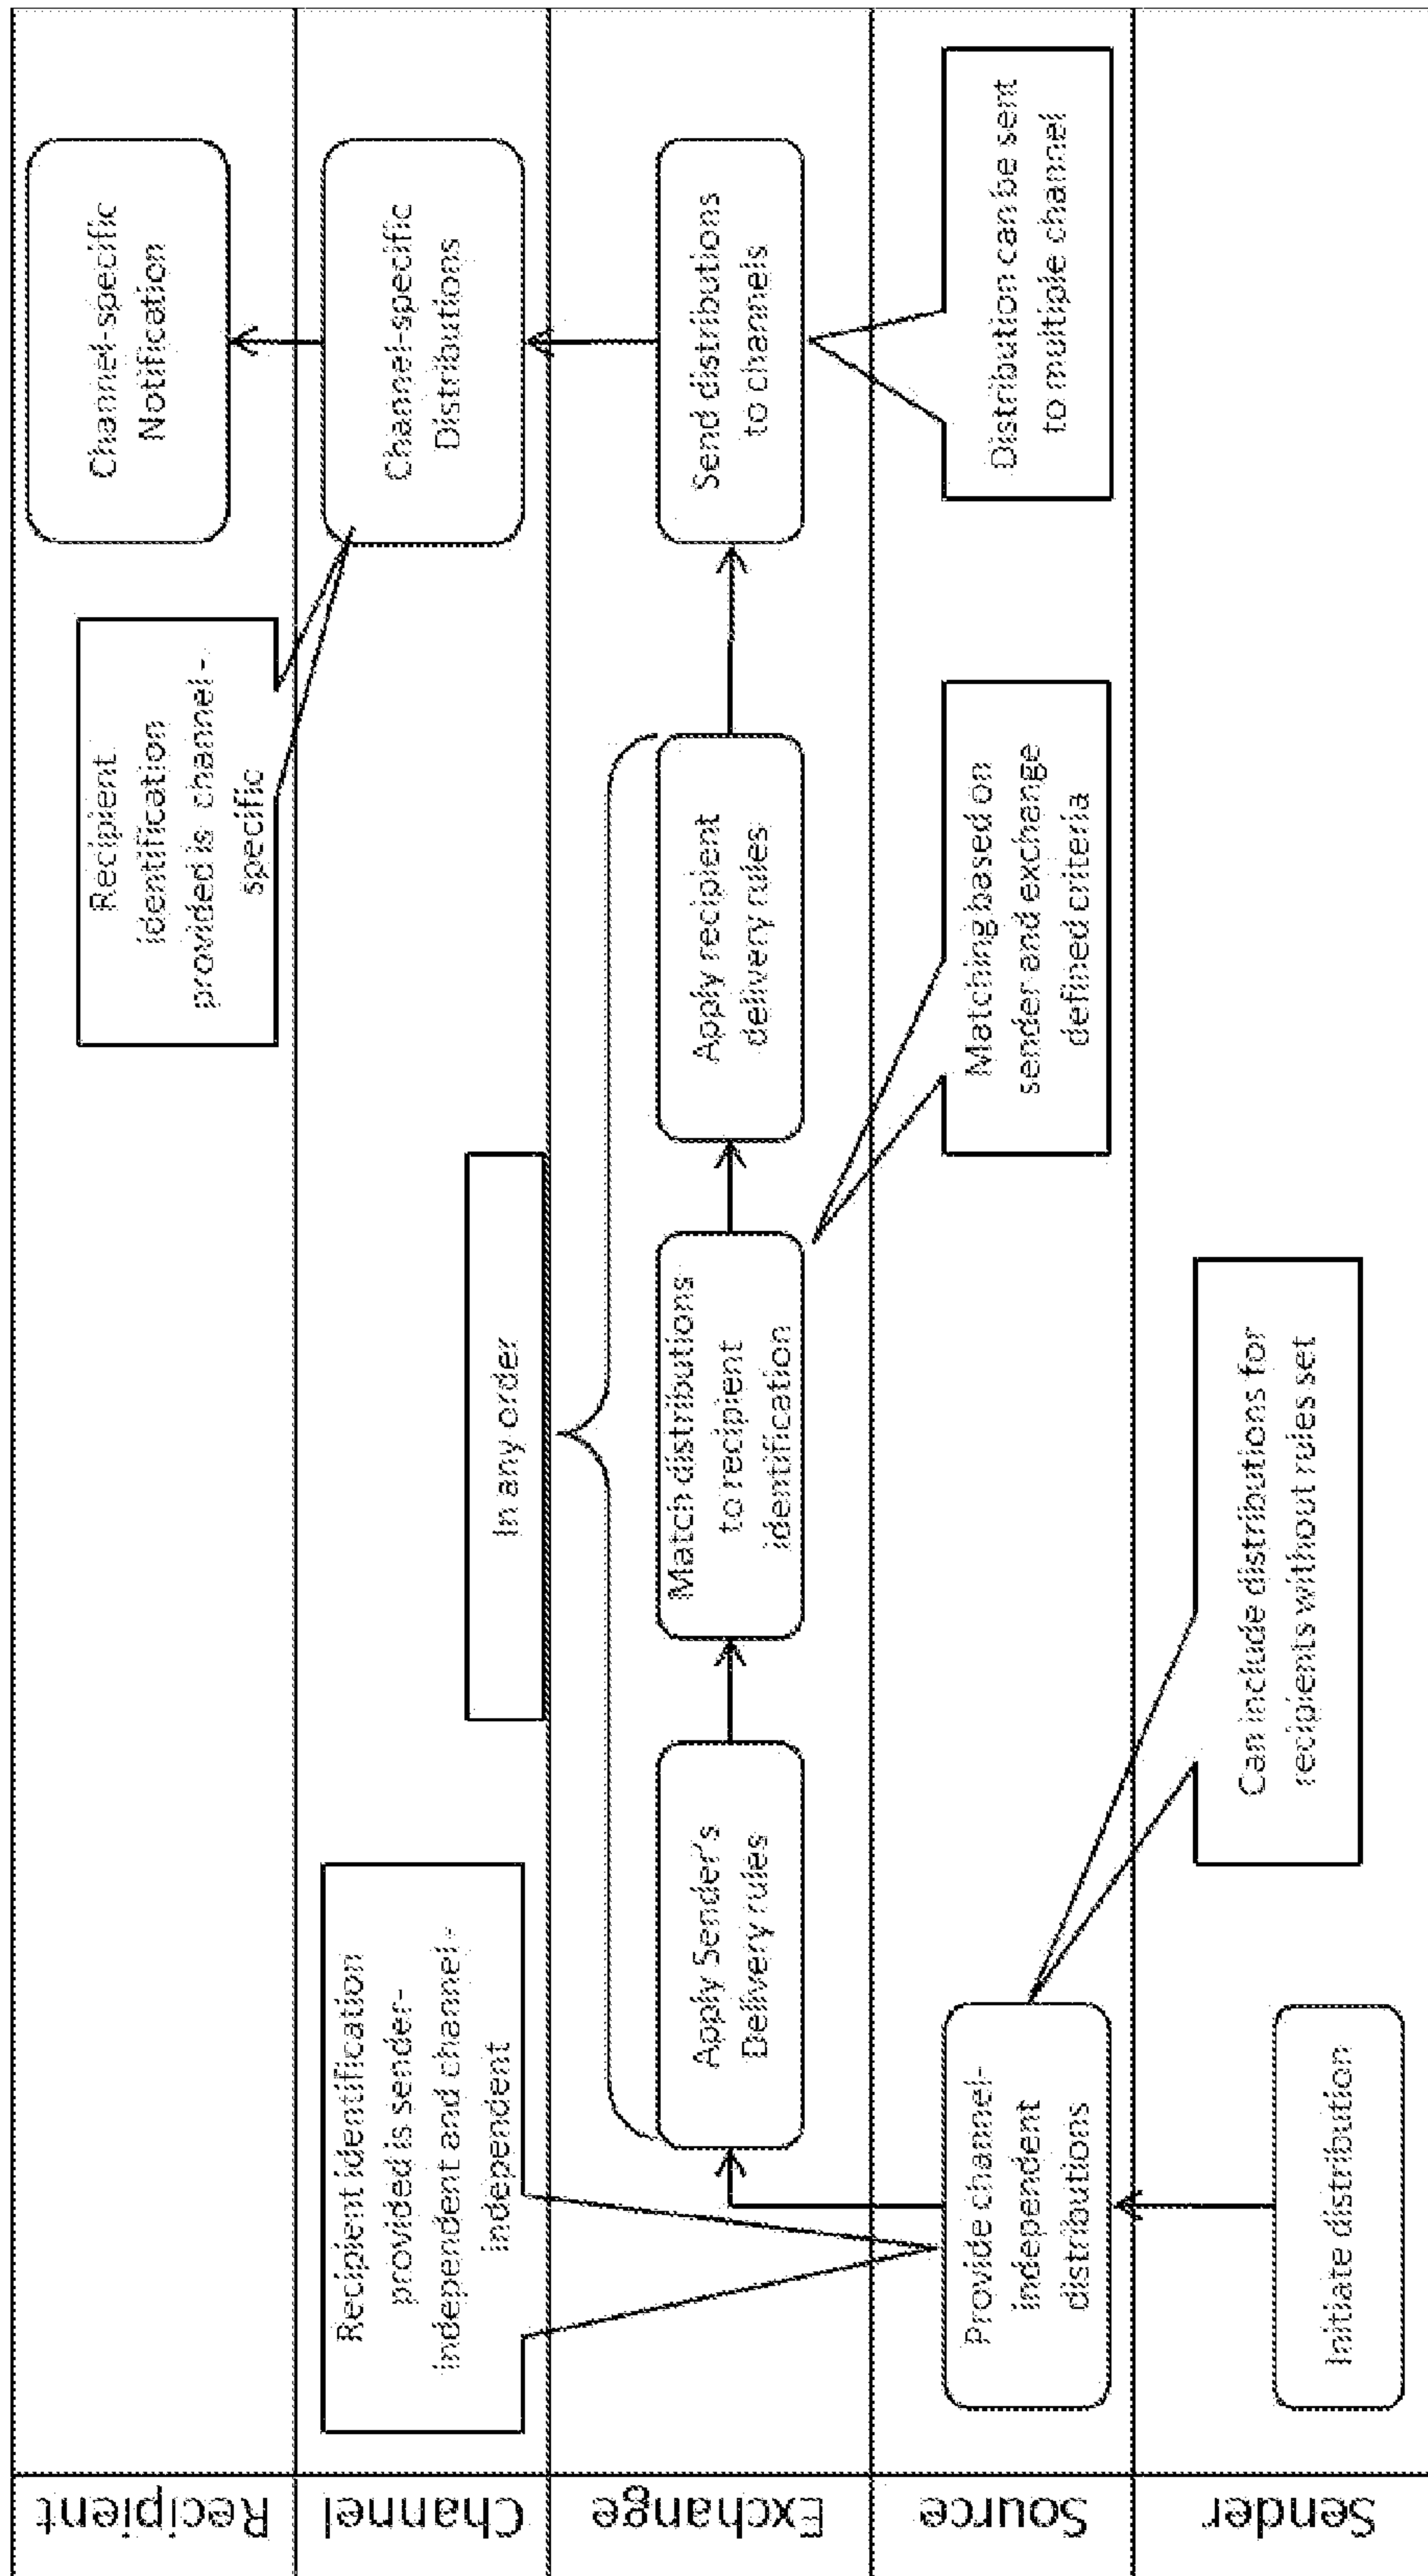 Recipient
Recipient
identification
provided is channel -
specific
Channel-specific
Notification
Channel
Recipient identification
provided is sender-
independent and channel -
independent
In any order
Channel-specific
Distributions
Exchange
Apply Sender's
Delivery rules
Match distributions
to recipient
identification
Apply recipient
delivery rules
Send distributions
to channels
Source
Provide channel-
independent
distributions
Matching based on
sender and exchange
defined criteria
Distribution can be sent
to multiple channel
Sender
Initiate distribution
Can include distributions for
recipients without rules set